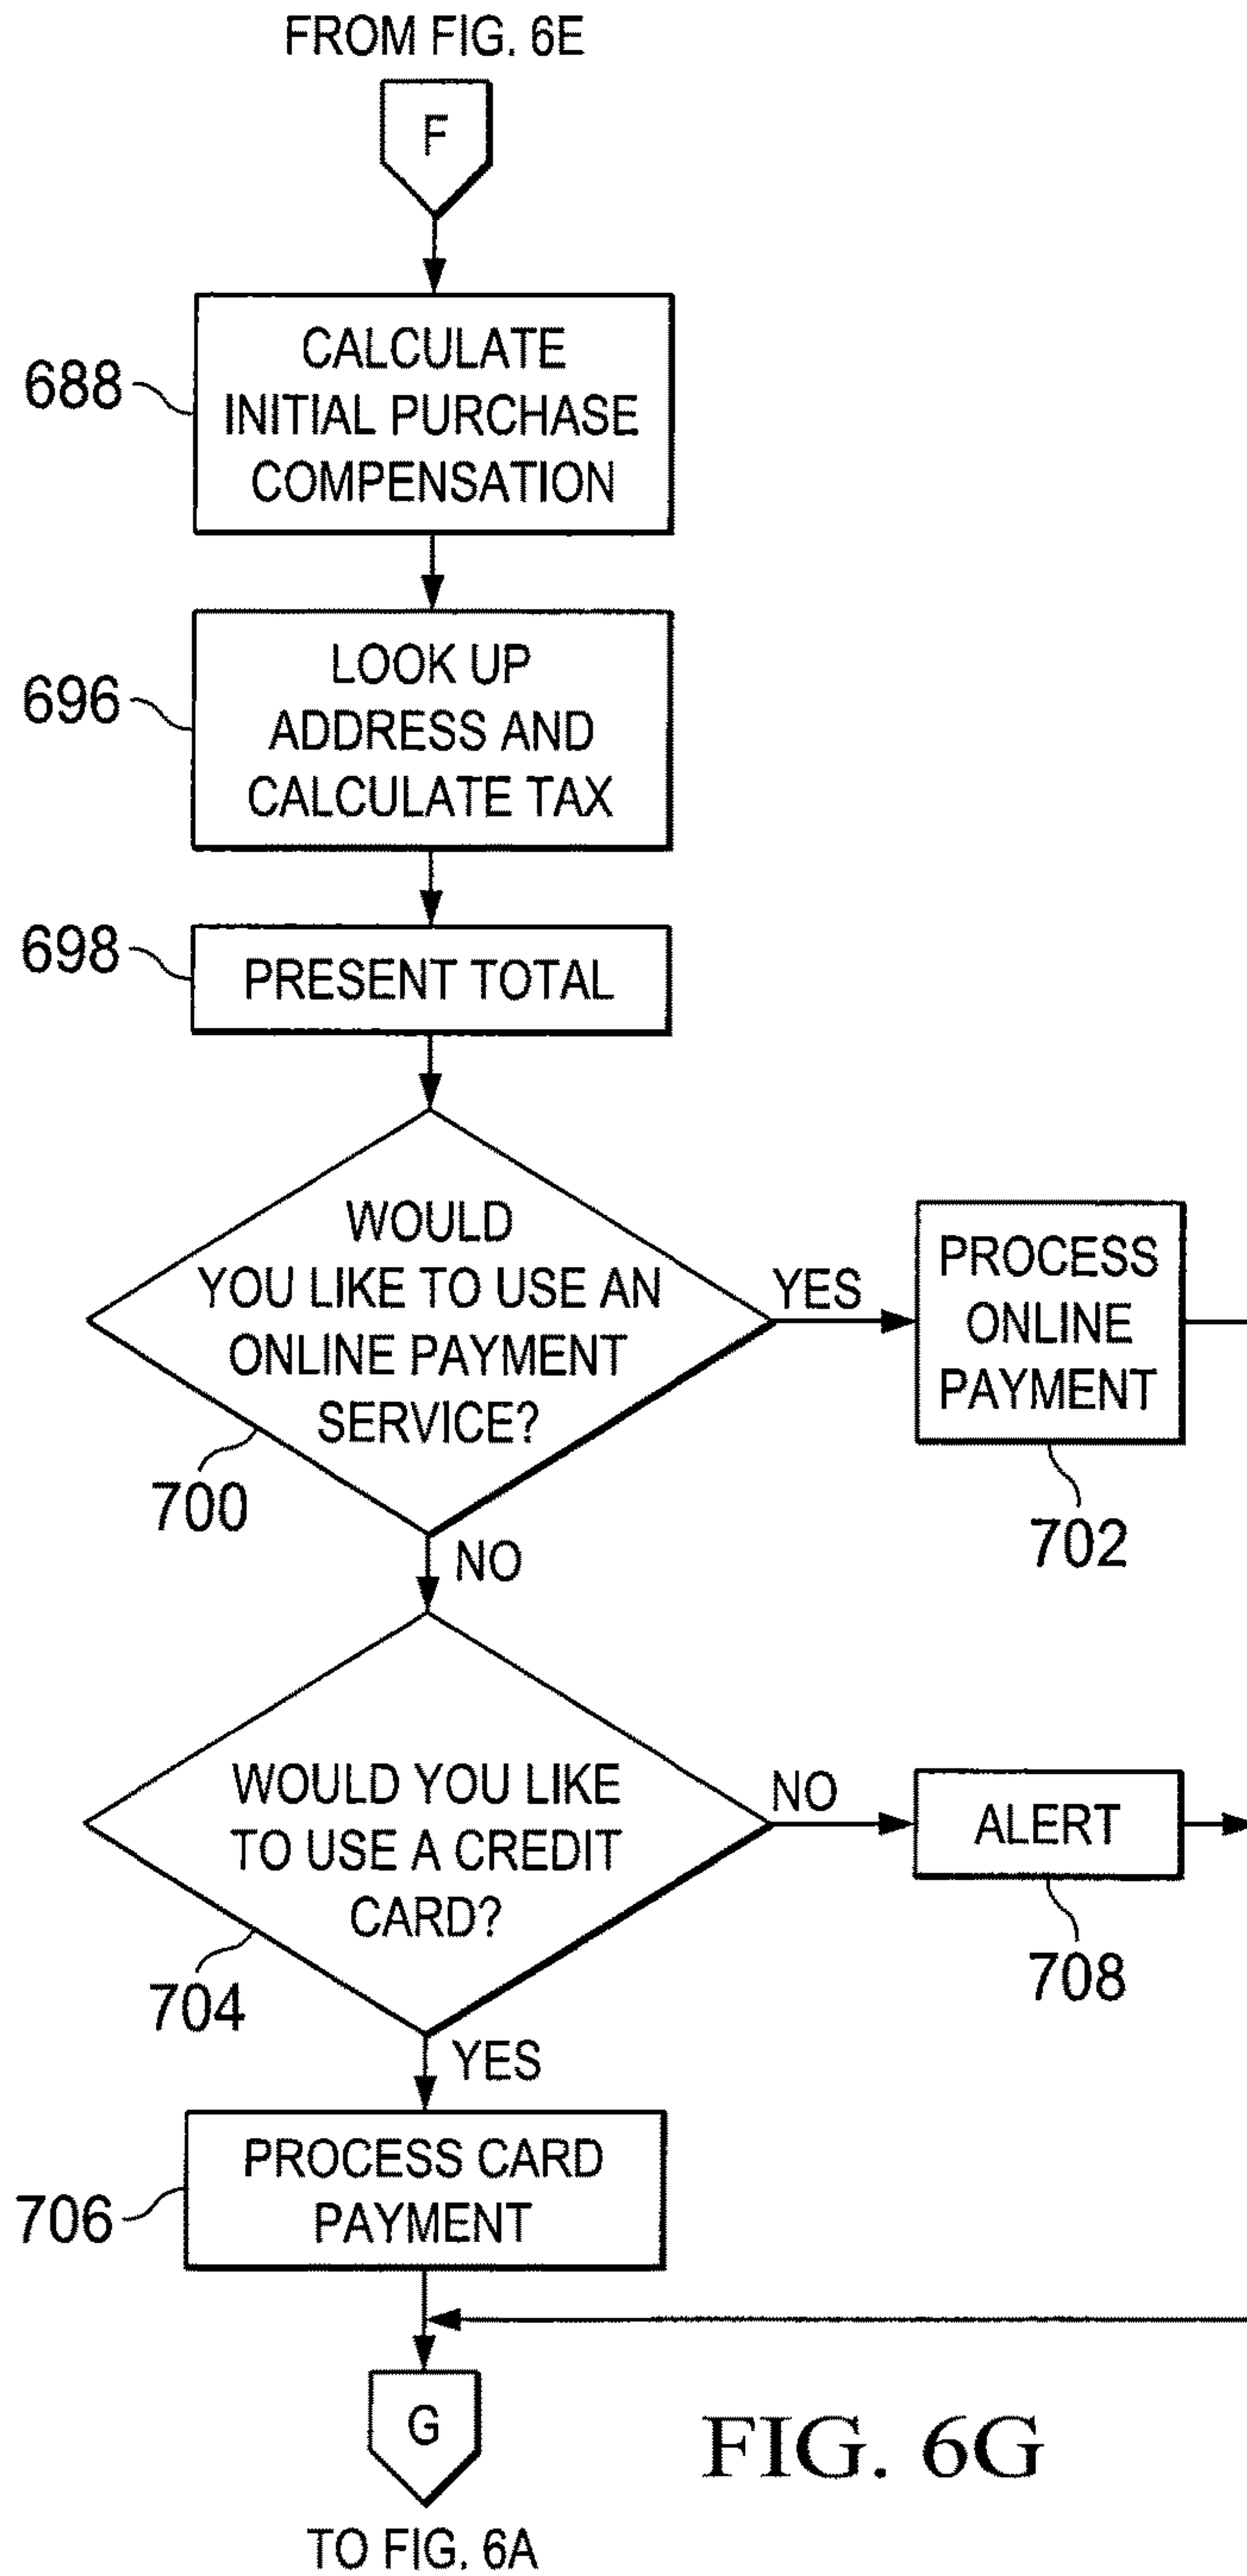 FROM FIG. 6E
F
688
CALCULATE
INITIAL PURCHASE
COMPENSATION
696
LOOK UP
ADDRESS AND
CALCULATE TAX
698
PRESENT TOTAL
WOULD
YOU LIKE TO USE AN
ONLINE PAYMENT
SERVICE?
700
YES
PROCESS
ONLINE
PAYMENT
702
NO
WOULD YOU LIKE
TO USE A CREDIT
CARD?
704
NO
ALERT
708
YES
706
PROCESS CARD
PAYMENT
G
FIG. 6G
TO FIG. 6A